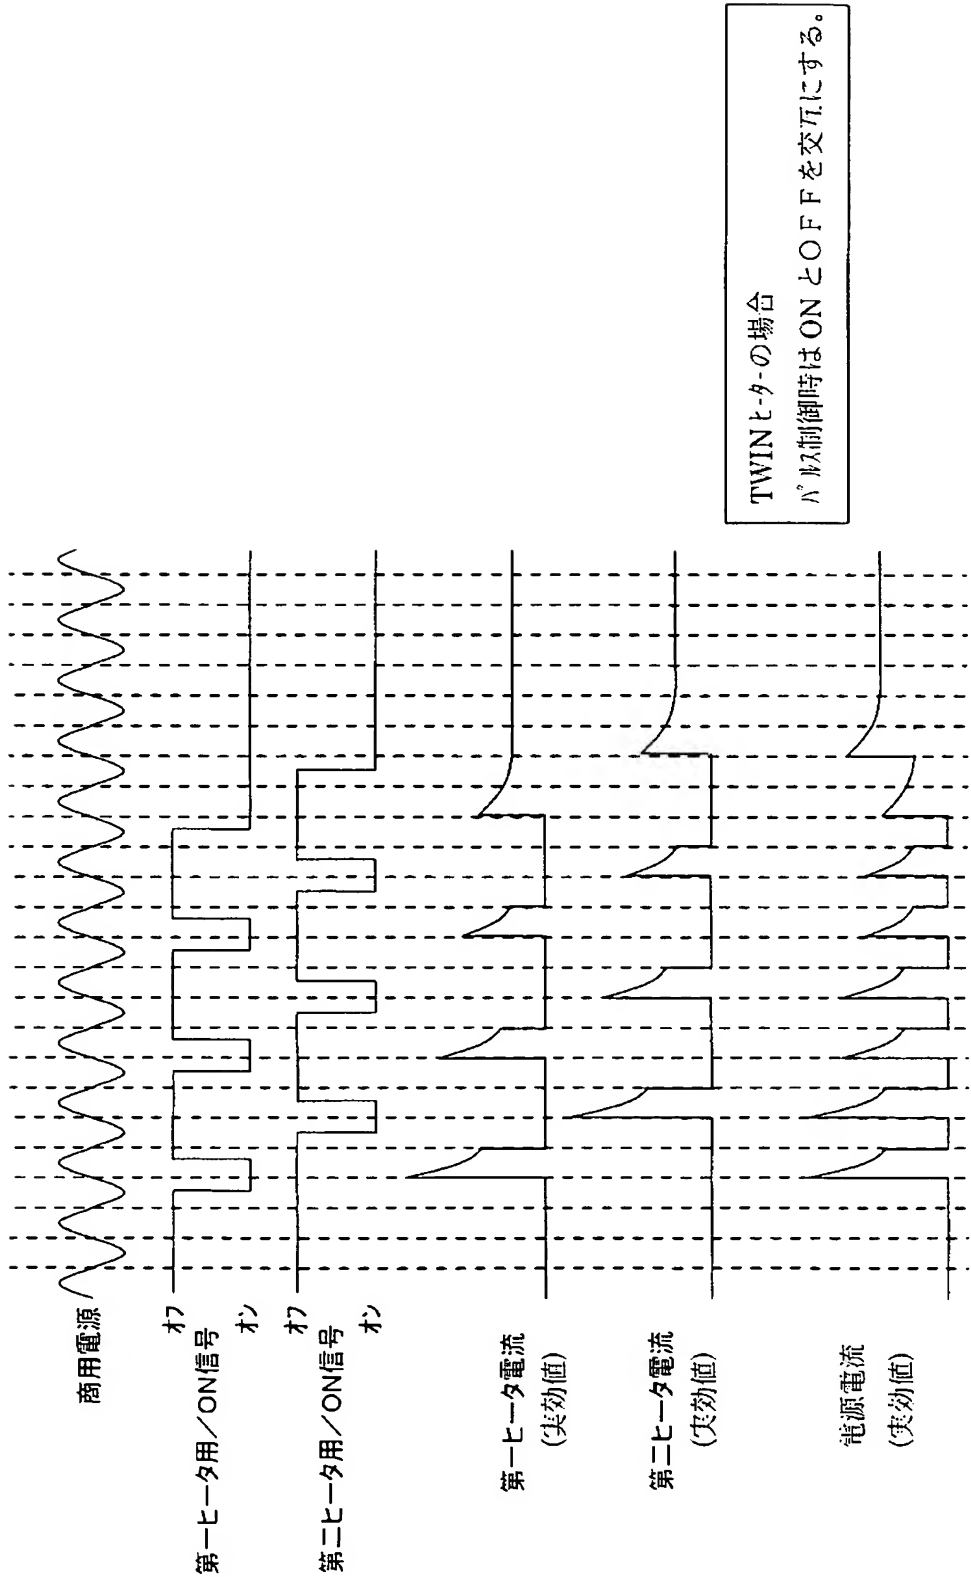 商用電源
オフ
第一ヒータ用／ON信号
オン
オフ
第二ヒータ用／ON信号
オン
第一ヒータ電流
(実効値)
第二ヒータ電流
(実効値)
電源電流
(実効値)
TWINﾋｰﾀｰの場合
ﾊﾟﾙｽ制御時はONとOFFを交互にする。